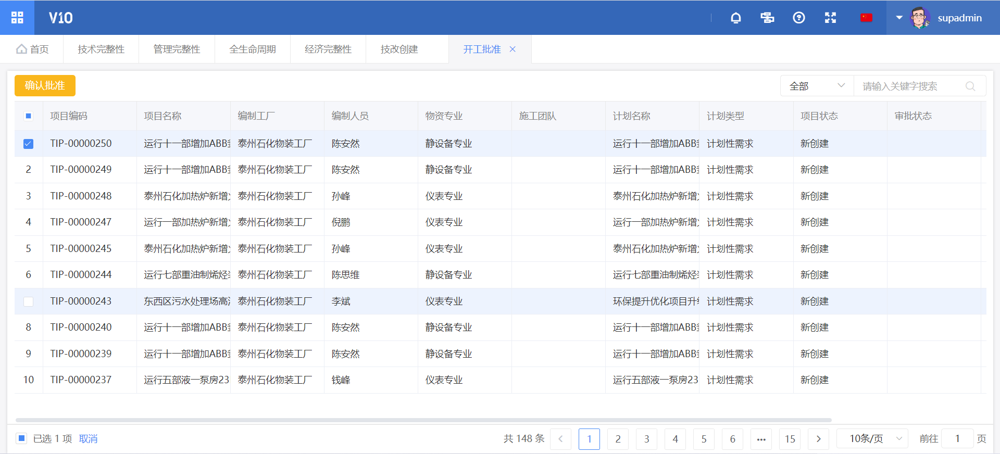 V10
supadmin
首页 技术完整性 管理完整性 全生命周期 经济完整性 技改创建 开工批准
确认批准 全部 请输入关键字搜索
项目编码 项目名称 编制工厂 编制人员 物资专业 施工团队 计划名称 计划类型 项目状态 审批状态
TIP-00000250 运行十一部增加ABB 泰州石化物装工厂 陈安然 静设备专业 运行十一部增加ABB 计划性需求 新创建
2 TIP-00000249 运行十一部增加ABB 泰州石化物装工厂 陈安然 静设备专业 运行十一部增加ABB 计划性需求 新创建
3 TIP-00000248 泰州石化加热炉新增 泰州石化物装工厂 孙峰 仪表专业 泰州石化加热炉新增 计划性需求 新创建
4 TIP-00000247 运行一部加热炉新增 泰州石化物装工厂 倪鹏 仪表专业 运行一部加热炉新增 计划性需求 新创建
5 TIP-00000245 泰州石化加热炉新增 泰州石化物装工厂 孙峰 仪表专业 泰州石化加热炉新增 计划性需求 新创建
6 TIP-00000244 运行七部重油制烯烃 泰州石化物装工厂 陈思维 静设备专业 运行七部重油制烯烃 计划性需求 新创建
TIP-00000243 东西区污水处理场高 泰州石化物装工厂 李斌 仪表专业 环保提升优化项目升 计划性需求 新创建
8 TIP-00000240 运行十一部增加ABB 泰州石化物装工厂 陈安然 静设备专业 运行十一部增加ABB 计划性需求 新创建
9 TIP-00000239 运行十一部增加ABB 泰州石化物装工厂 陈安然 静设备专业 运行十一部增加ABB 计划性需求 新创建
10 TIP-00000237 运行五部液一泵房23 泰州石化物装工厂 钱峰 仪表专业 运行五部液一泵房23 计划性需求 新创建
已选 1 项 取消 共 148 条 1 2 3 4 5 6 ••• 15 10条/页 前往 1 页